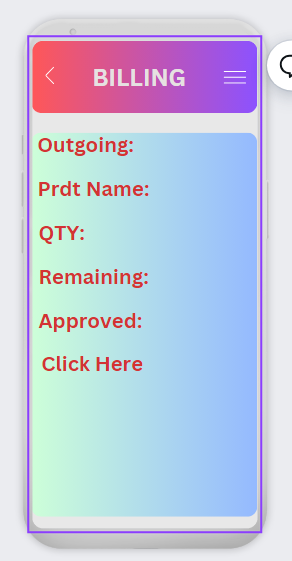 BILLING
Outgoing:
Prdt Name:
QTY:
Remaining:
Approved:
Click Here